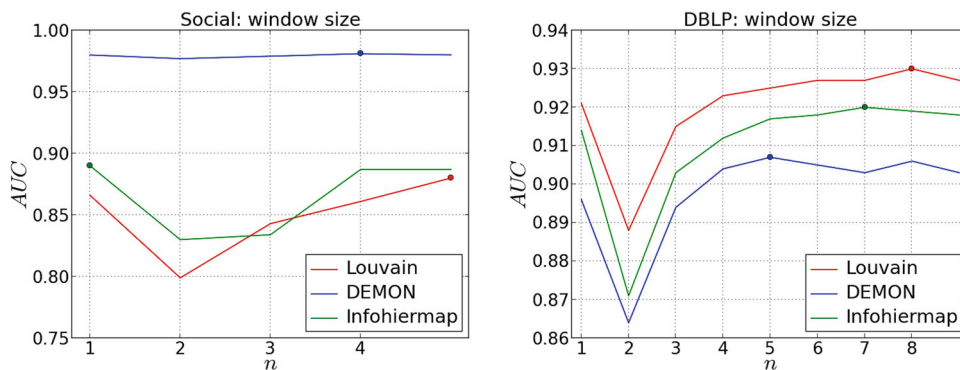 Social: window size
1.00
0.95
0.90
0.85
0.80
0.75
AUC
1 2 3 4
n
Louvain
DEMON
Infohiermap
DBLP: window size
0.94
0.93
0.92
0.91
0.90
0.89
0.88
0.87
0.86
AUC
1 2 3 4 5 6 7 8
n
Louvain
DEMON
Infohiermap